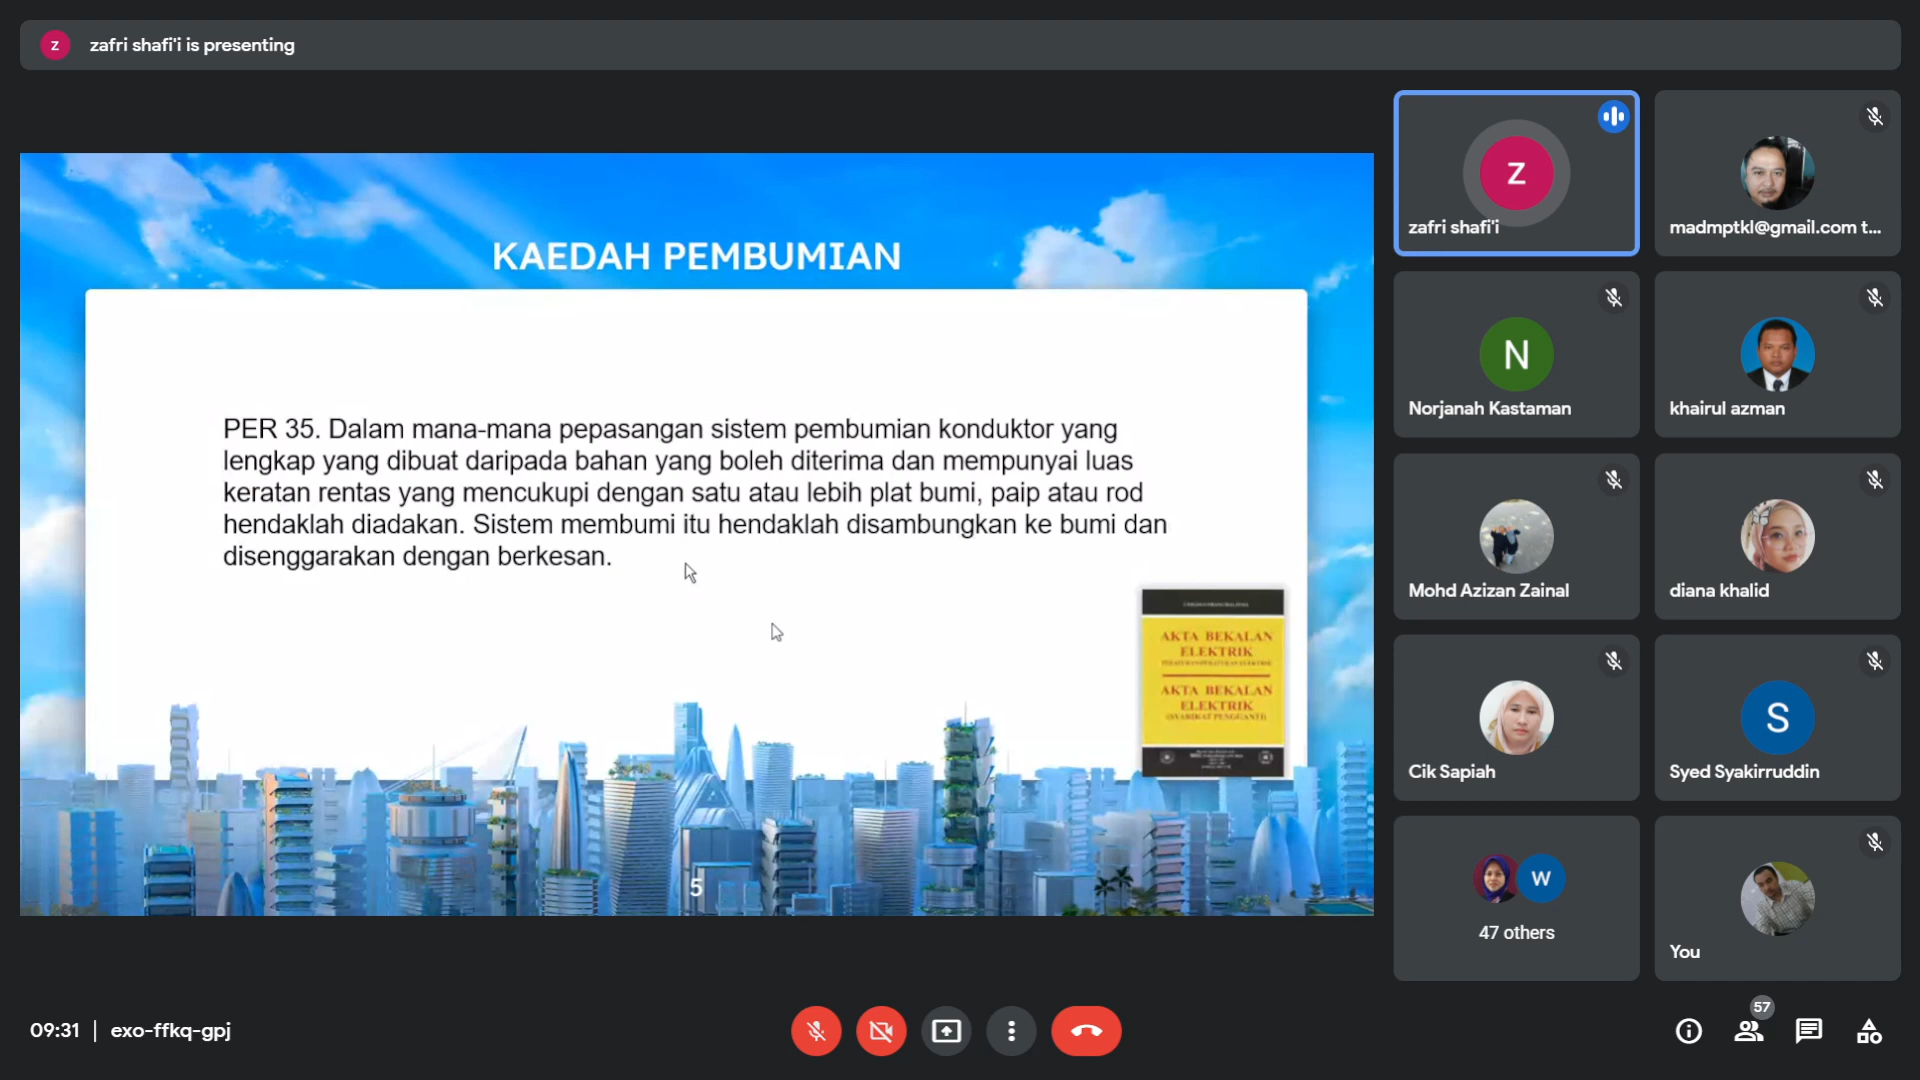 z
zafri shafi'i is presenting
KAEDAH PEMBUMIAN
PER 35. Dalam mana-mana pepasangan sistem pembumian konduktor yang
lengkap yang dibuat daripada bahan yang boleh diterima dan mempunyai luas
keratan rentas yang mencukupi dengan satu atau lebih plat bumi, paip atau rod
hendaklah diadakan. Sistem membumi itu hendaklah disambungkan ke bumi dan
disenggarakan dengan berkesan.
AKTA BEKALAN
ELEKTRIK
AKTA BEKALAN
ELEKTRIK
(SYARIKAT PENGGANTI)
5
z
zafri shafi'i
madmptkl@gmail.com t...
N
Norjanah Kastaman
khairul azman
Mohd Azizan Zainal
diana khalid
Cik Sapiah
S
Syed Syakirruddin
W
47 others
You
09:31 | exo-ffkq-gpj
57